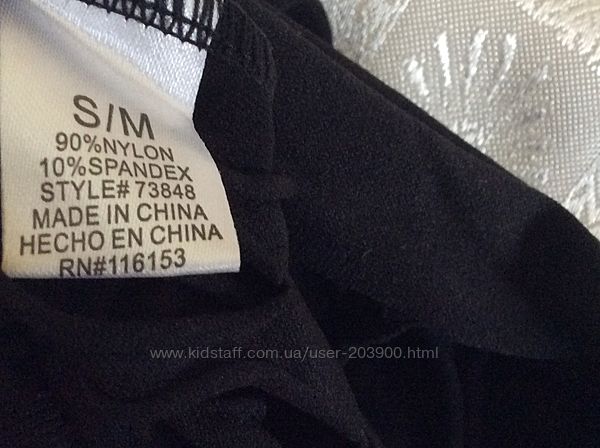 S/M
90%NYLON
10%SPANDEX
STYLE# 73848
MADE IN CHINA
HECHO EN CHINA
RN#116153
www.kidstaff.com.ua/user-203900.html